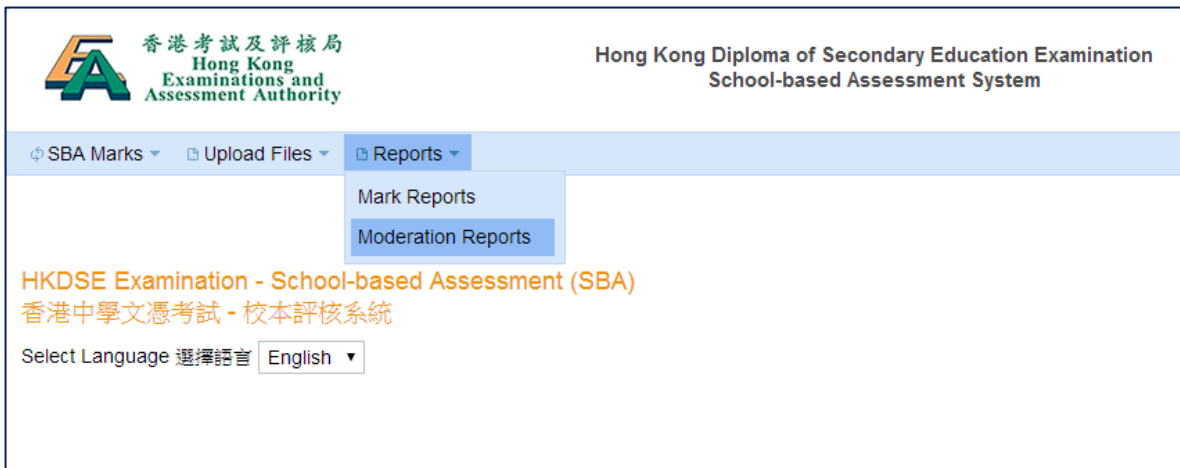 香港考試及評核局
Hong Kong
Examinations and
Assessment Authority
Hong Kong Diploma of Secondary Education Examination
School-based Assessment System
SBA Marks
Upload Files
Reports
Mark Reports
Moderation Reports
HKDSE Examination - School-based Assessment (SBA)
香港中學文憑考試 - 校本評核系統
Select Language 選擇語言 English